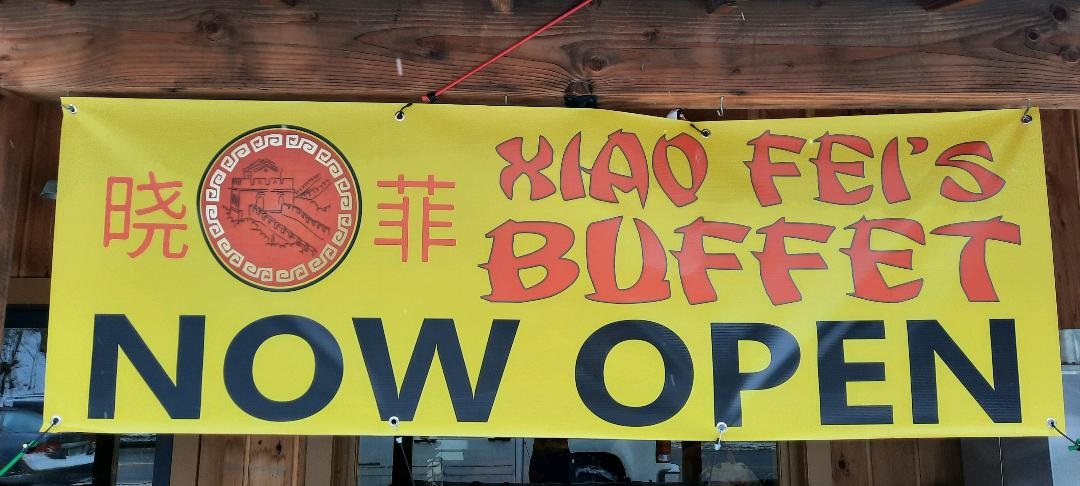 晓菲
XIAO FEI'S
BUFFET
NOW OPEN